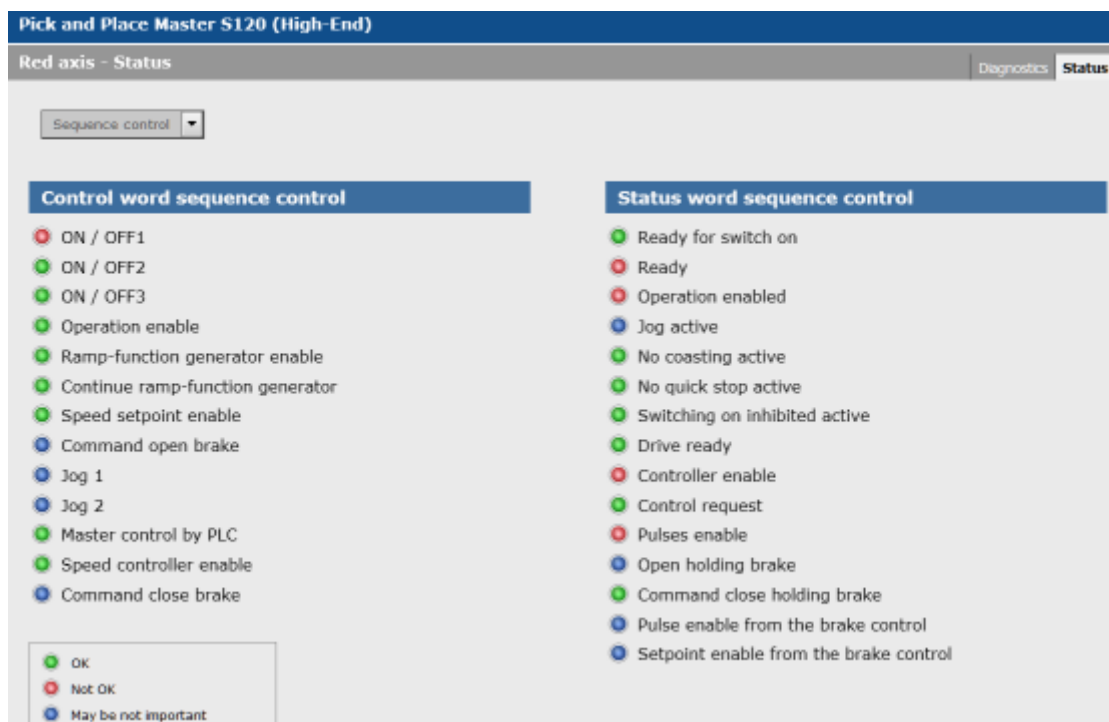 Pick and Place Master S120 (High-End)
Red axis - Status
Diagnostics Status
Sequence control
Control word sequence control
ON / OFF1
ON / OFF2
ON / OFF3
Operation enable
Ramp-function generator enable
Continue ramp-function generator
Speed setpoint enable
Command open brake
Jog 1
Jog 2
Master control by PLC
Speed controller enable
Command close brake
OK
Not OK
May be not important
Status word sequence control
Ready for switch on
Ready
Operation enabled
Jog active
No coasting active
No quick stop active
Switching on inhibited active
Drive ready
Controller enable
Control request
Pulses enable
Open holding brake
Command close holding brake
Pulse enable from the brake control
Setpoint enable from the brake control